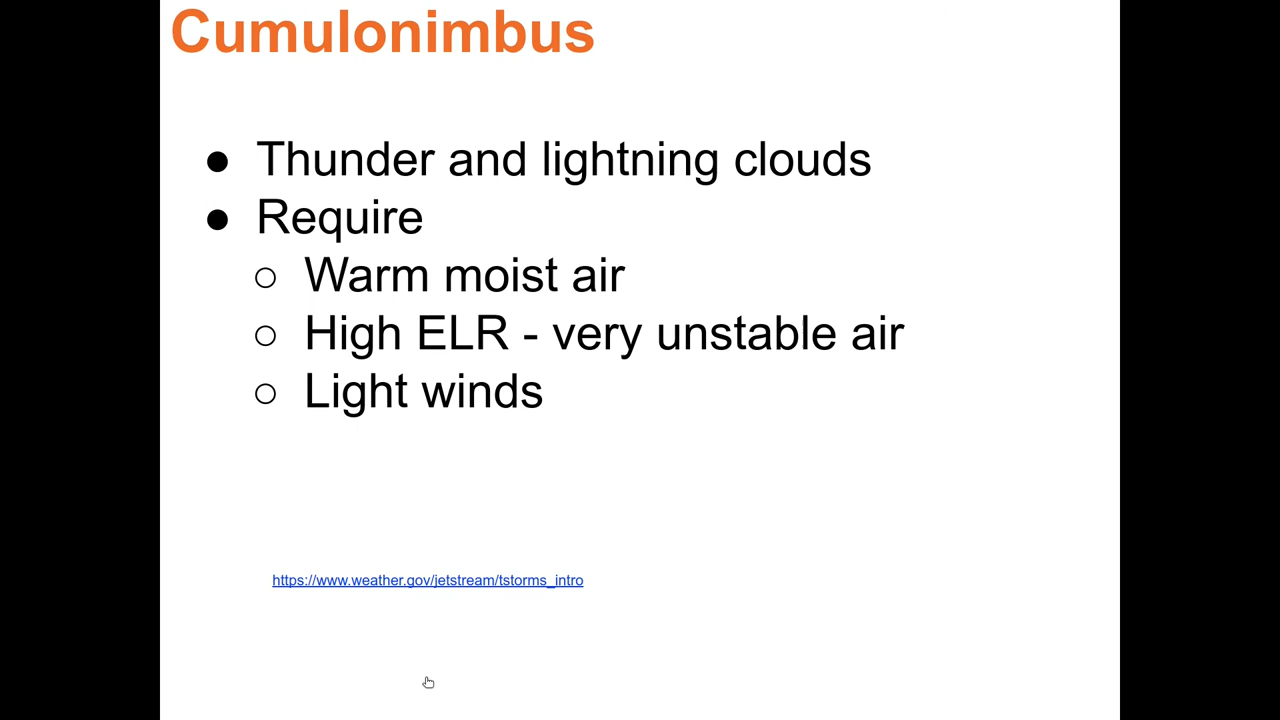 Cumulonimbus
● Thunder and lightning clouds
● Require
○ Warm moist air
○ High ELR - very unstable air
○ Light winds
https://www.weather.gov/jetstream/tstorms_intro